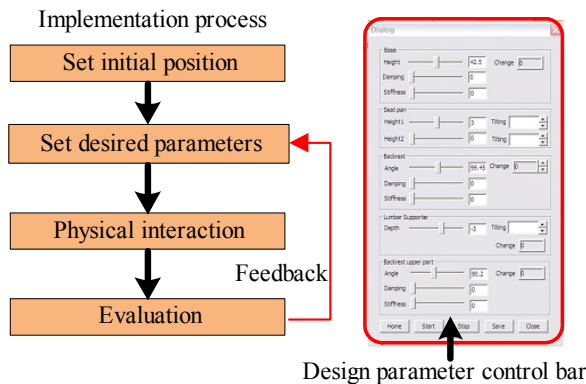 Implementation process
Set initial position
Set desired parameters
Physical interaction
Feedback
Evaluation
Dialog
Base
Height 42.5 Change 0
Damping 0
Stiffness 0
Seat pan
Height1 3 Tilting
Height2 0 Tilting
Backrest
Angle 99.45 Change 0
Damping 0
Stiffness 0
Lumbar Supporter
Depth -3 Tilting
Change 0
Backrest upper part
Angle 90.2 Change 0
Damping 0
Stiffness 0
Home Start Stop Save Close
Design parameter control bar